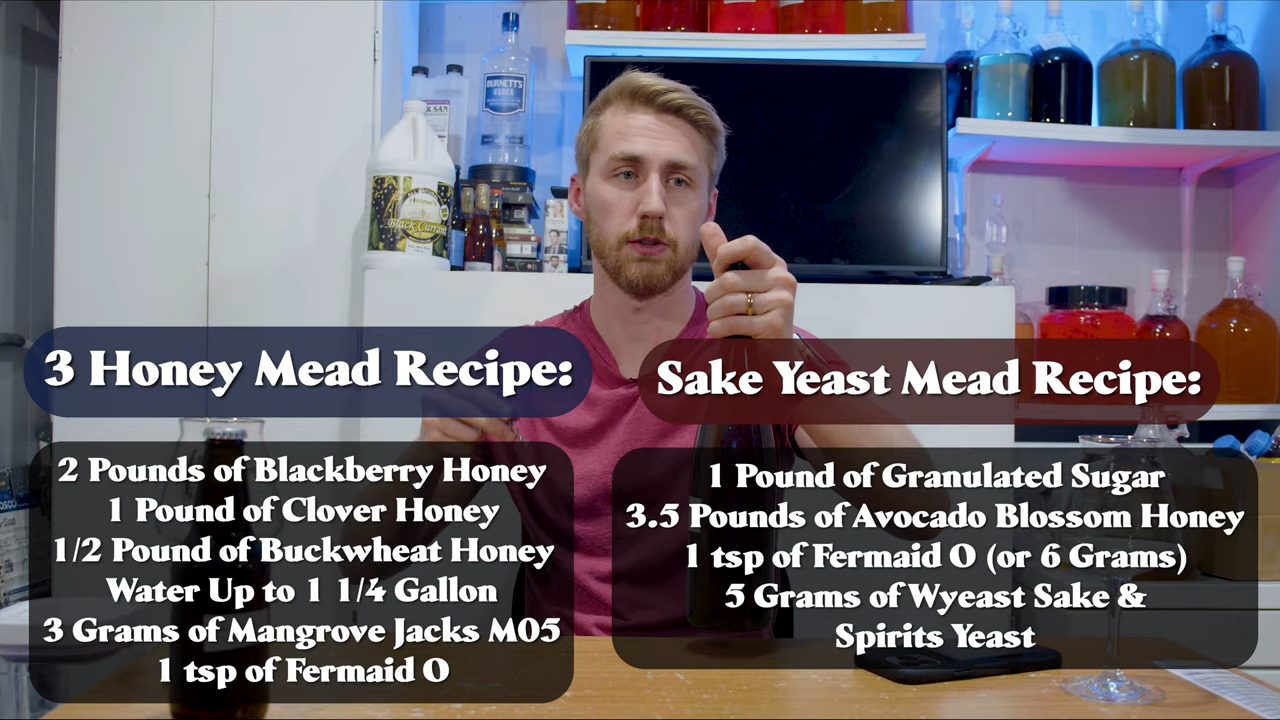 BURNETT'S
VODKA
K SAN
Black Curran
3 Honey Mead Recipe:
2 Pounds of Blackberry Honey
1 Pound of Clover Honey
1/2 Pound of Buckwheat Honey
Water Up to 1 1/4 Gallon
3 Grams of Mangrove Jacks M05
1 tsp of Fermaid O
Sake Yeast Mead Recipe:
1 Pound of Granulated Sugar
3.5 Pounds of Avocado Blossom Honey
1 tsp of Fermaid O (or 6 Grams)
5 Grams of Wyeast Sake &
Spirits Yeast